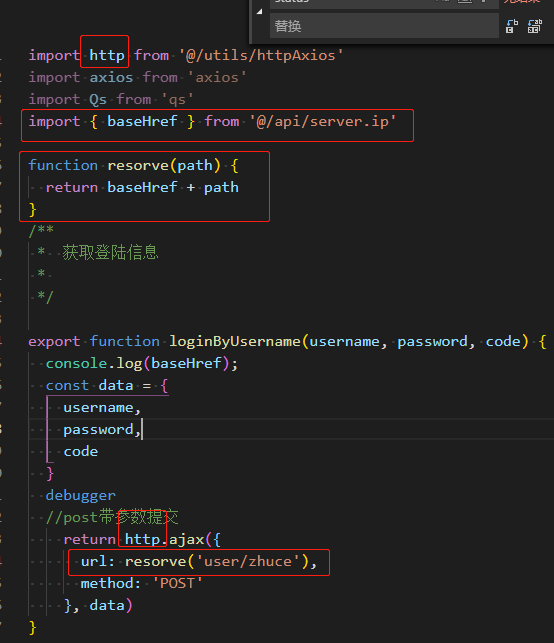 status
无结果
替换
import http from '@/utils/httpAxios'
import axios from 'axios'
import Qs from 'qs'
import { baseHref } from '@/api/server.ip'
function resorve(path) {
return baseHref + path
}
/**
* 获取登陆信息
*
*/
export function loginByUsername(username, password, code) {
console.log(baseHref);
const data = {
username,
password,
code
}
debugger
//post带参数提交
return http.ajax({
url: resorve('user/zhuce'),
method: 'POST'
}, data)
}